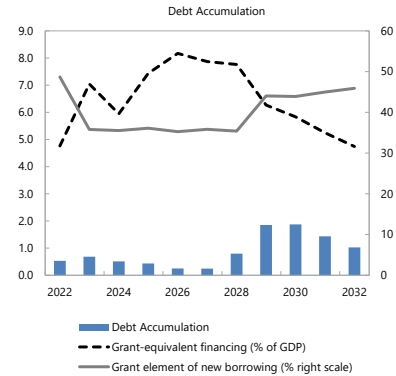 Debt Accumulation
9.0 60
8.0 50
7.0
6.0 40
5.0 30
4.0
3.0 20
2.0 10
1.0
0.0 0
2022 2024 2026 2028 2030 2032
Debt Accumulation
Grant-equivalent financing (% of GDP)
Grant element of new borrowing (% right scale)